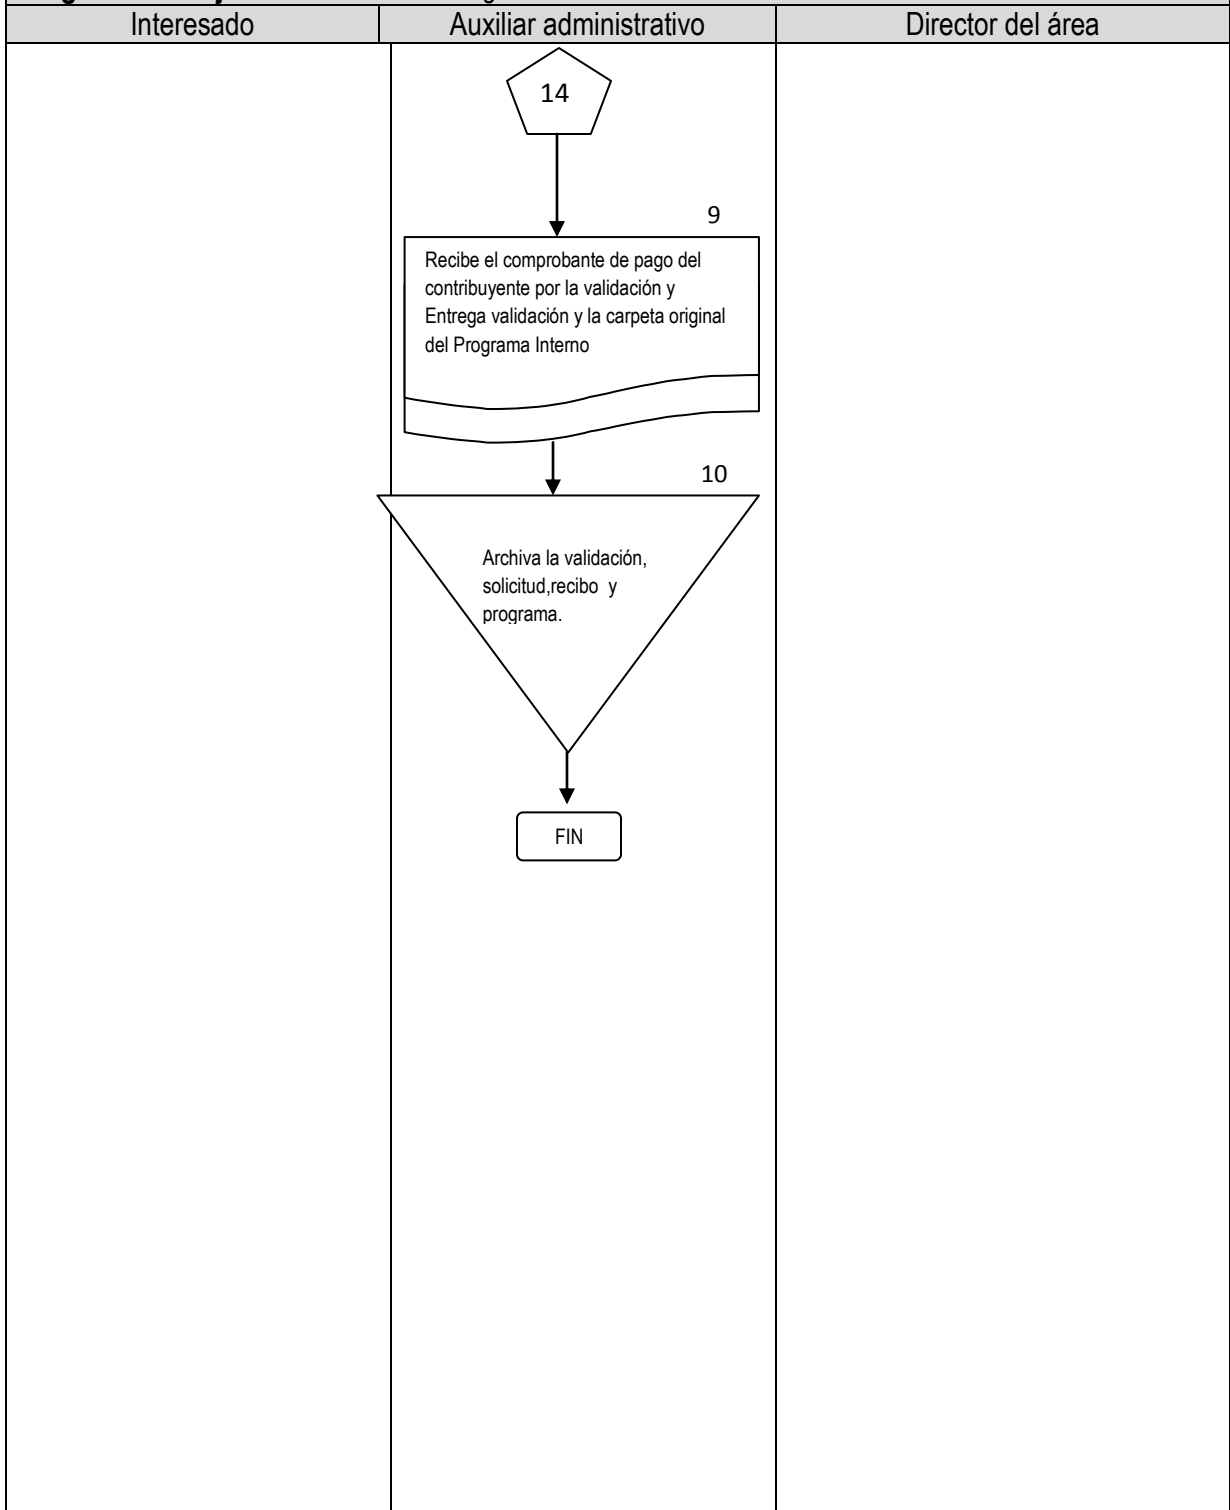 Interesado
Auxiliar administrativo
Director del área
14
9
Recibe el comprobante de pago del
contribuyente por la validación y
Entrega validación y la carpeta original
del Programa Interno
10
Archiva la validación,
solicitud,recibo y
programa.
FIN